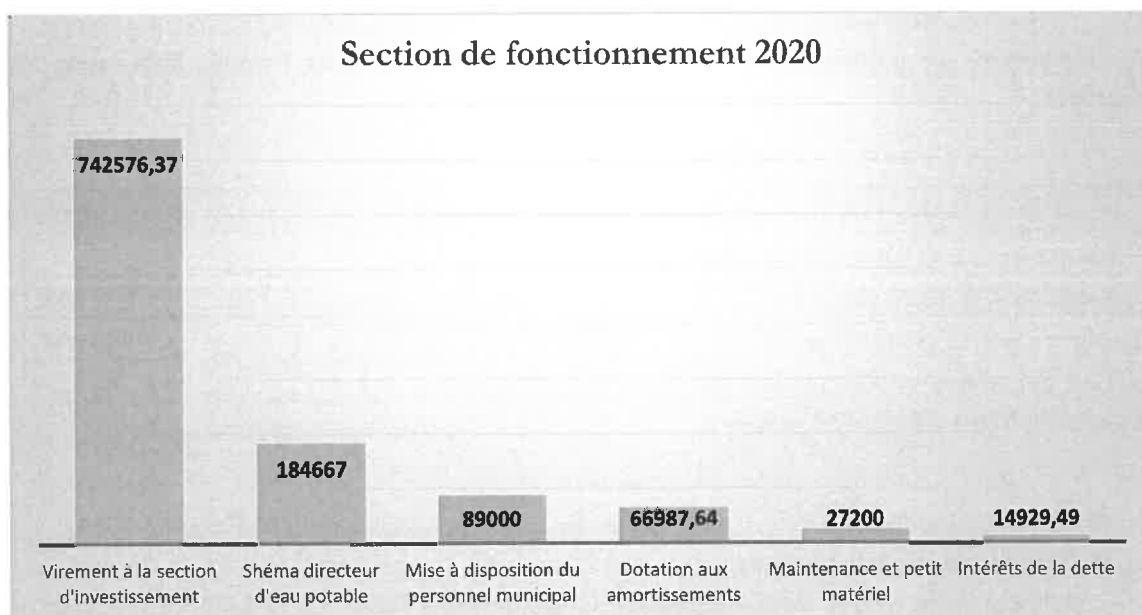 Section de fonctionnement 2020
742576,37
184667
89000
66987,64
27200
14929,49
Virement à la section
d'investissement
Shéma directeur
d'eau potable
Mise à disposition du
personnel municipal
Dotation aux
amortissements
Maintenance et petit
matériel
Intérêts de la dette